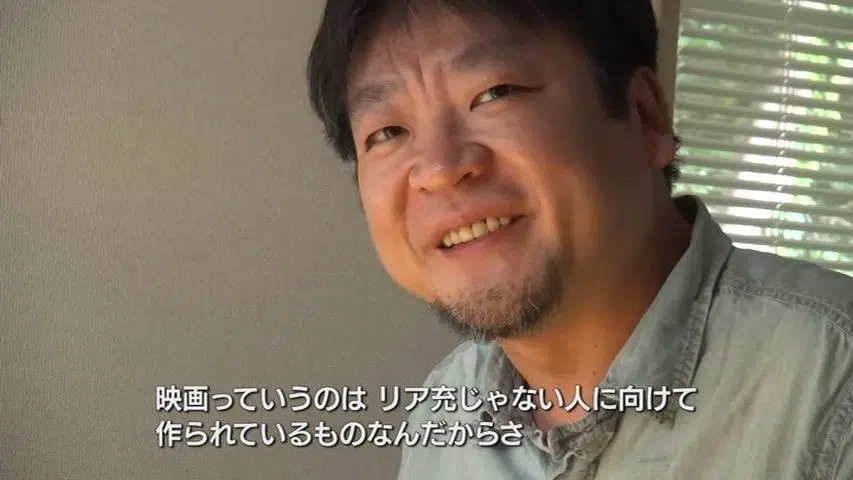 映画っていうのは リア充じゃない人に向けて
作られているものなんだからさ